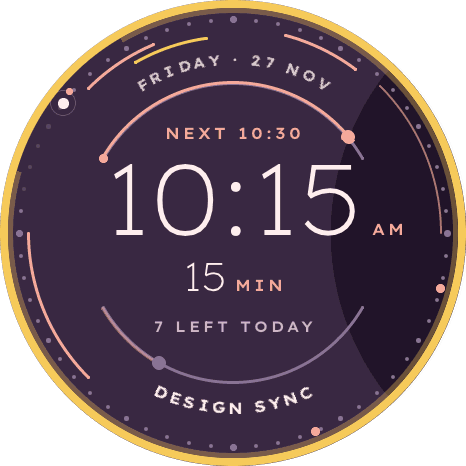 FRIDAY · 27 NOV
NEXT 10:30
10:15 AM
15 MIN
7 LEFT TODAY
DESIGN SYNC